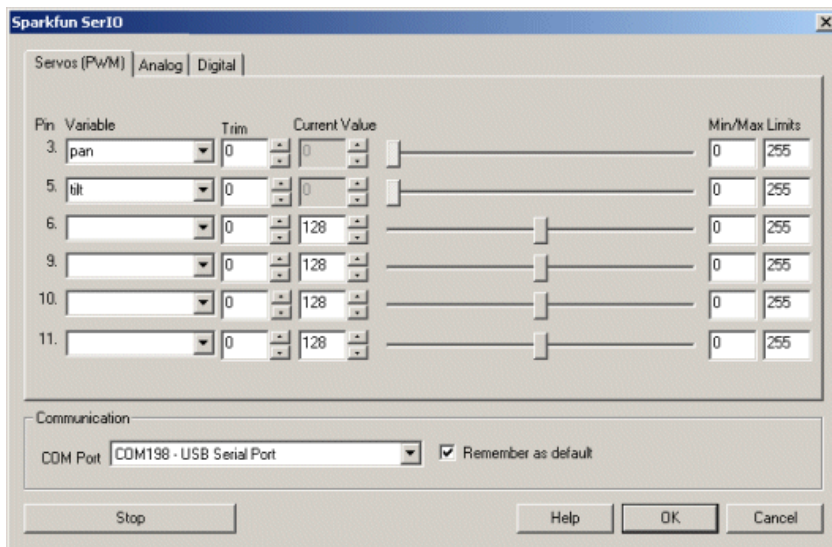 Sparkfun SerIO
Servos (PWM) Analog Digital
Pin Variable Trim Current Value Min/Max Limits
3. pan 0 0 0 255
5. tilt 0 0 0 255
6. 0 128 0 255
9. 0 128 0 255
10. 0 128 0 255
11. 0 128 0 255
Communication
COM Port COM198 - USB Serial Port Remember as default
Stop Help OK Cancel